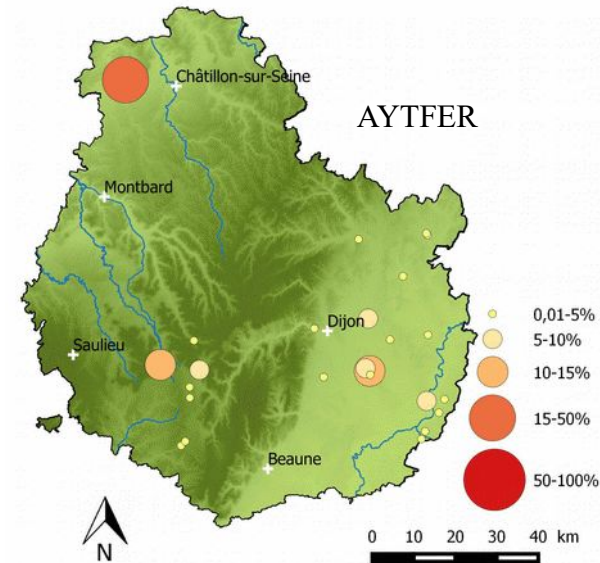 Châtillon-sur-Seine
AYTFER
Montbard
Dijon
Saulieu
Beaune
0,01-5%
5-10%
10-15%
15-50%
50-100%
N
0 10 20 30 40 km